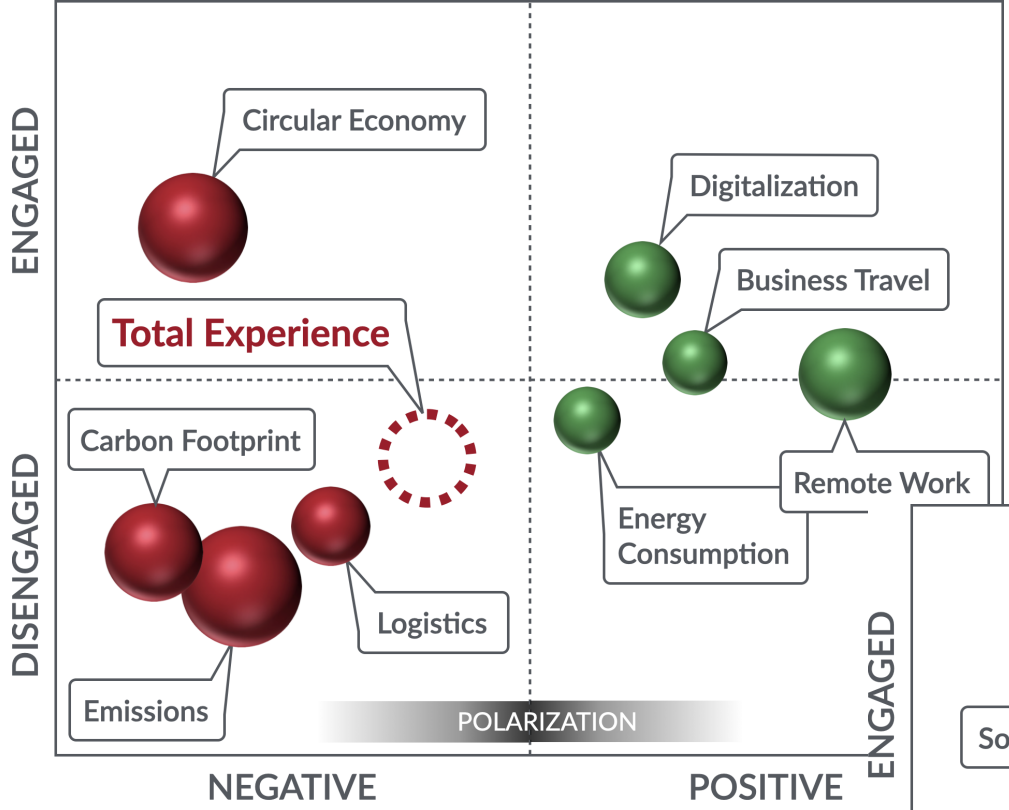 ENGAGED
Circular Economy
Digitalization
Business Travel
Total Experience
Carbon Footprint
Remote Work
Energy
Consumption
DISENGAGED
Logistics
Emissions
POLARIZATION
NEGATIVE
POSITIVE
ENGAGED
So